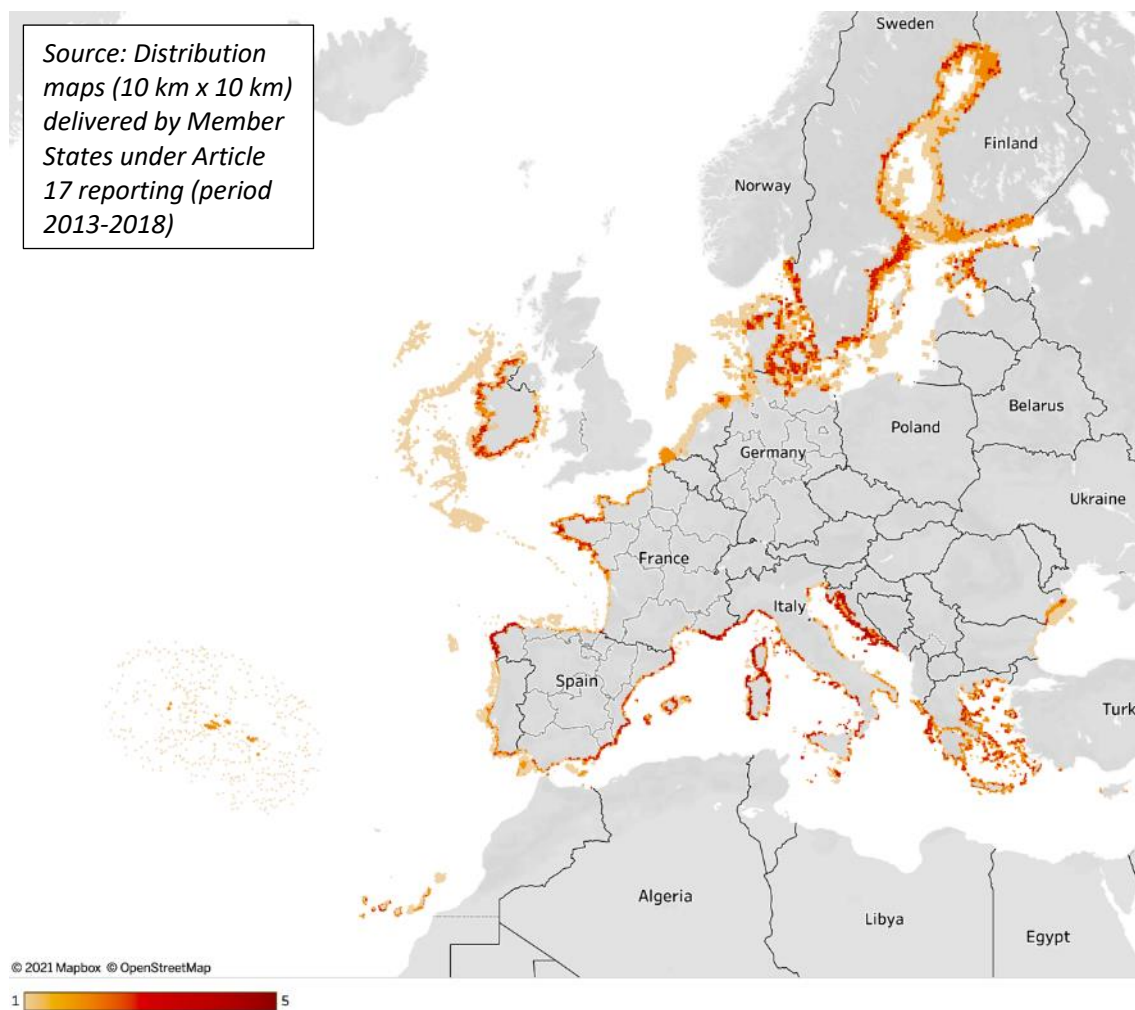 Source: Distribution
maps (10 km x 10 km)
delivered by Member
States under Article
17 reporting (period
2013-2018)
Sweden
Finland
Norway
Belarus
Poland
Germany
Ukraine
France
Italy
Spain
Turk
Algeria
Libya
Egypt
© 2021 Mapbox © OpenStreetMap
1 5